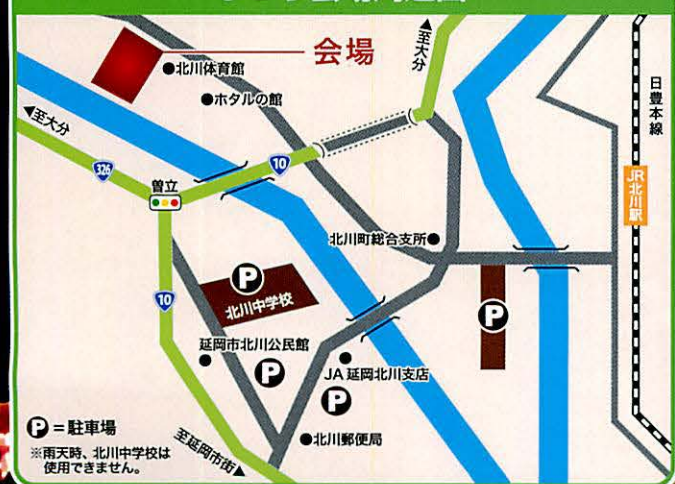 会場
北川体育館
ホタルの館
▲至大分
◀至大分
日豊本線
326
10
曽立
JR北川駅
北川町総合支所
P
北川中学校
P
10
延岡市北川公民館
P
JA延岡北川支店
P
P=駐車場
※雨天時、北川中学校は
使用できません。
至延岡市街▶
北川郵便局